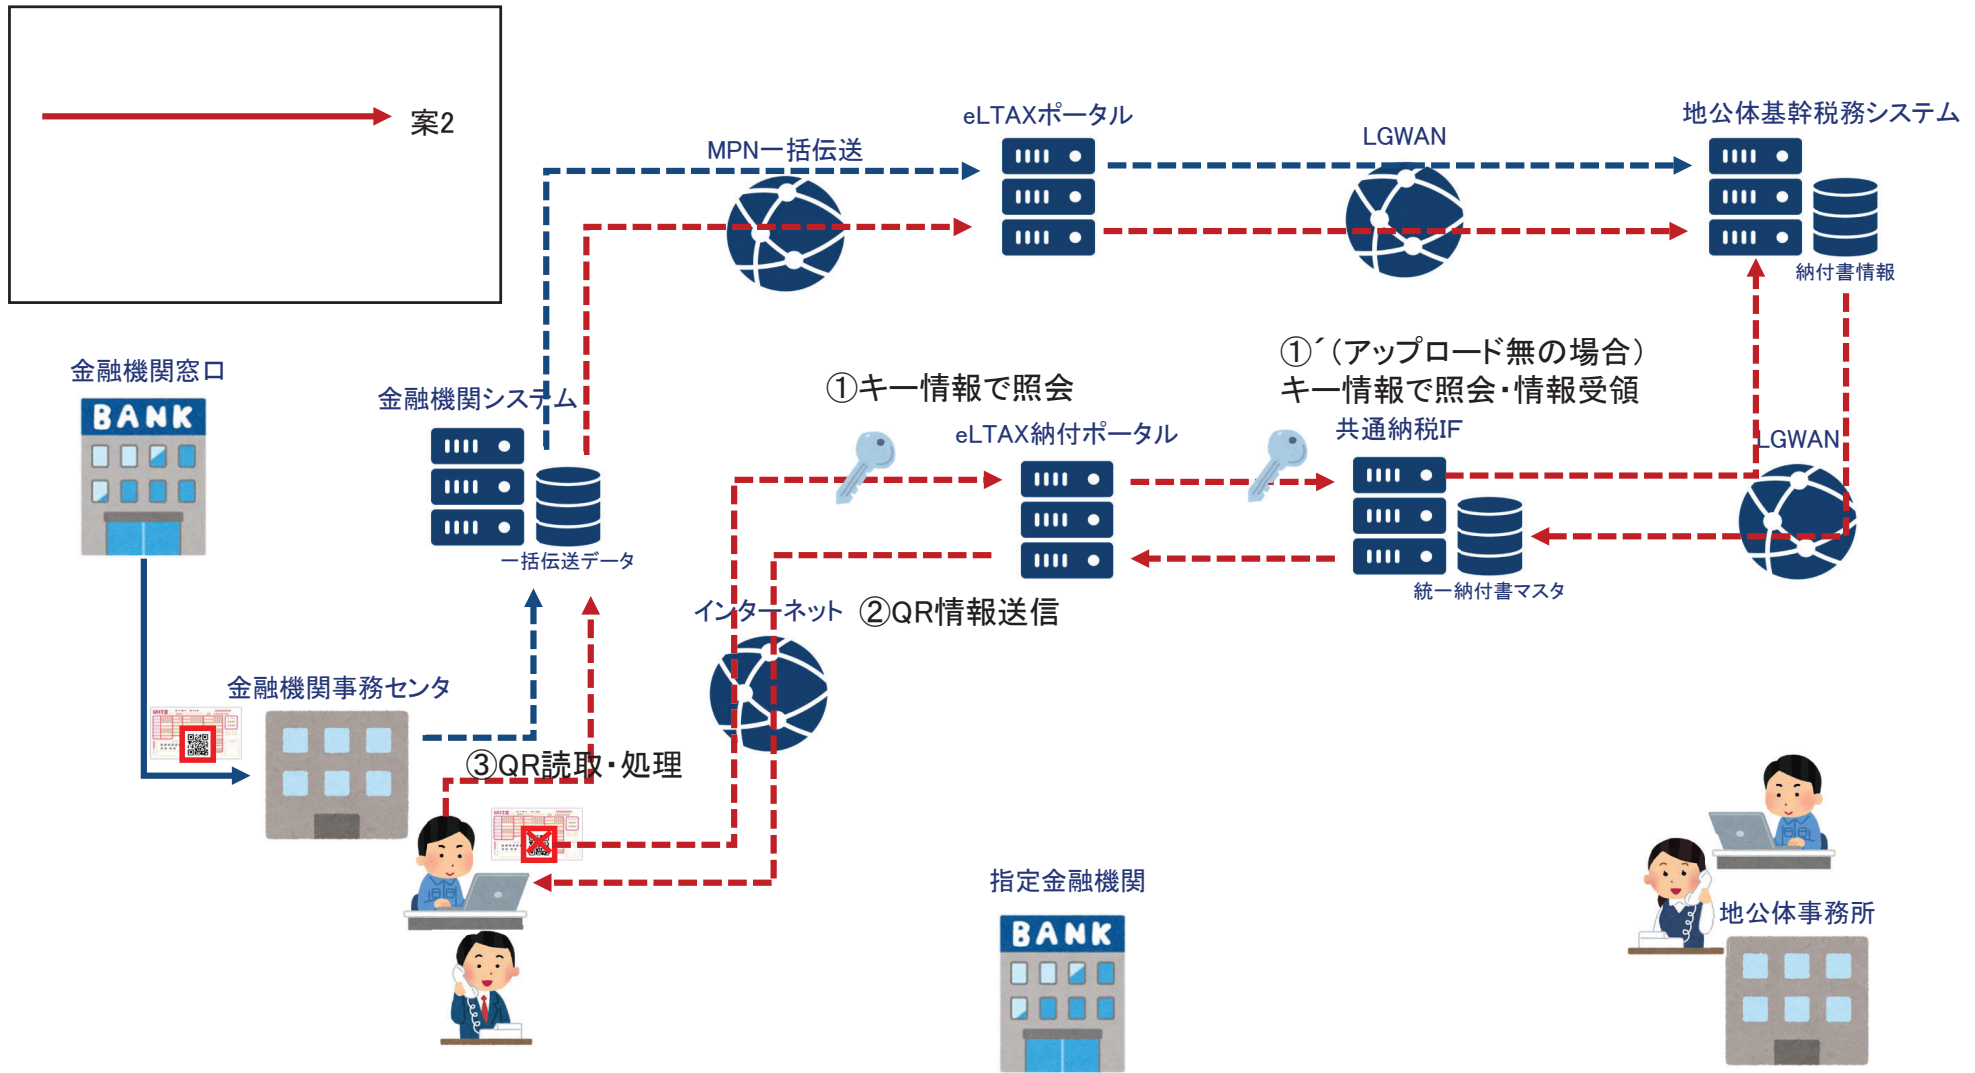 案2
eLTAXポータル
地公体基幹税務システム
MPN一括伝送
LGWAN
納付書情報
金融機関窓口
BANK
金融機関システム
①キー情報で照会
①´(アップロード無の場合)
キー情報で照会・情報受領
eLTAX納付ポータル
共通納税IF
LGWAN
一括伝送データ
統一納付書マスタ
インターネット
②QR情報送信
金融機関事務センタ
③QR読取・処理
指定金融機関
BANK
地公体事務所